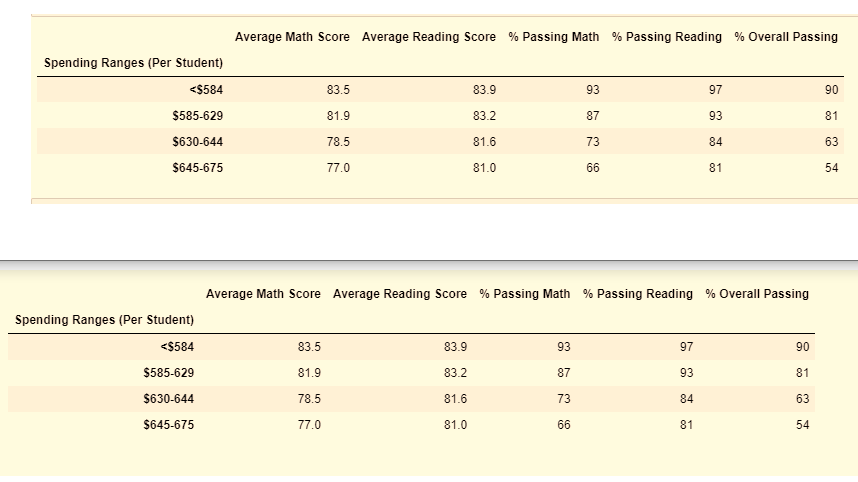 Average Math Score Average Reading Score % Passing Math % Passing Reading % Overall Passing
Spending Ranges (Per Student)
<$584 83.5 83.9 93 97 90
$585-629 81.9 83.2 87 93 81
$630-644 78.5 81.6 73 84 63
$645-675 77.0 81.0 66 81 54
Average Math Score Average Reading Score % Passing Math % Passing Reading % Overall Passing
Spending Ranges (Per Student)
<$584 83.5 83.9 93 97 90
$585-629 81.9 83.2 87 93 81
$630-644 78.5 81.6 73 84 63
$645-675 77.0 81.0 66 81 54